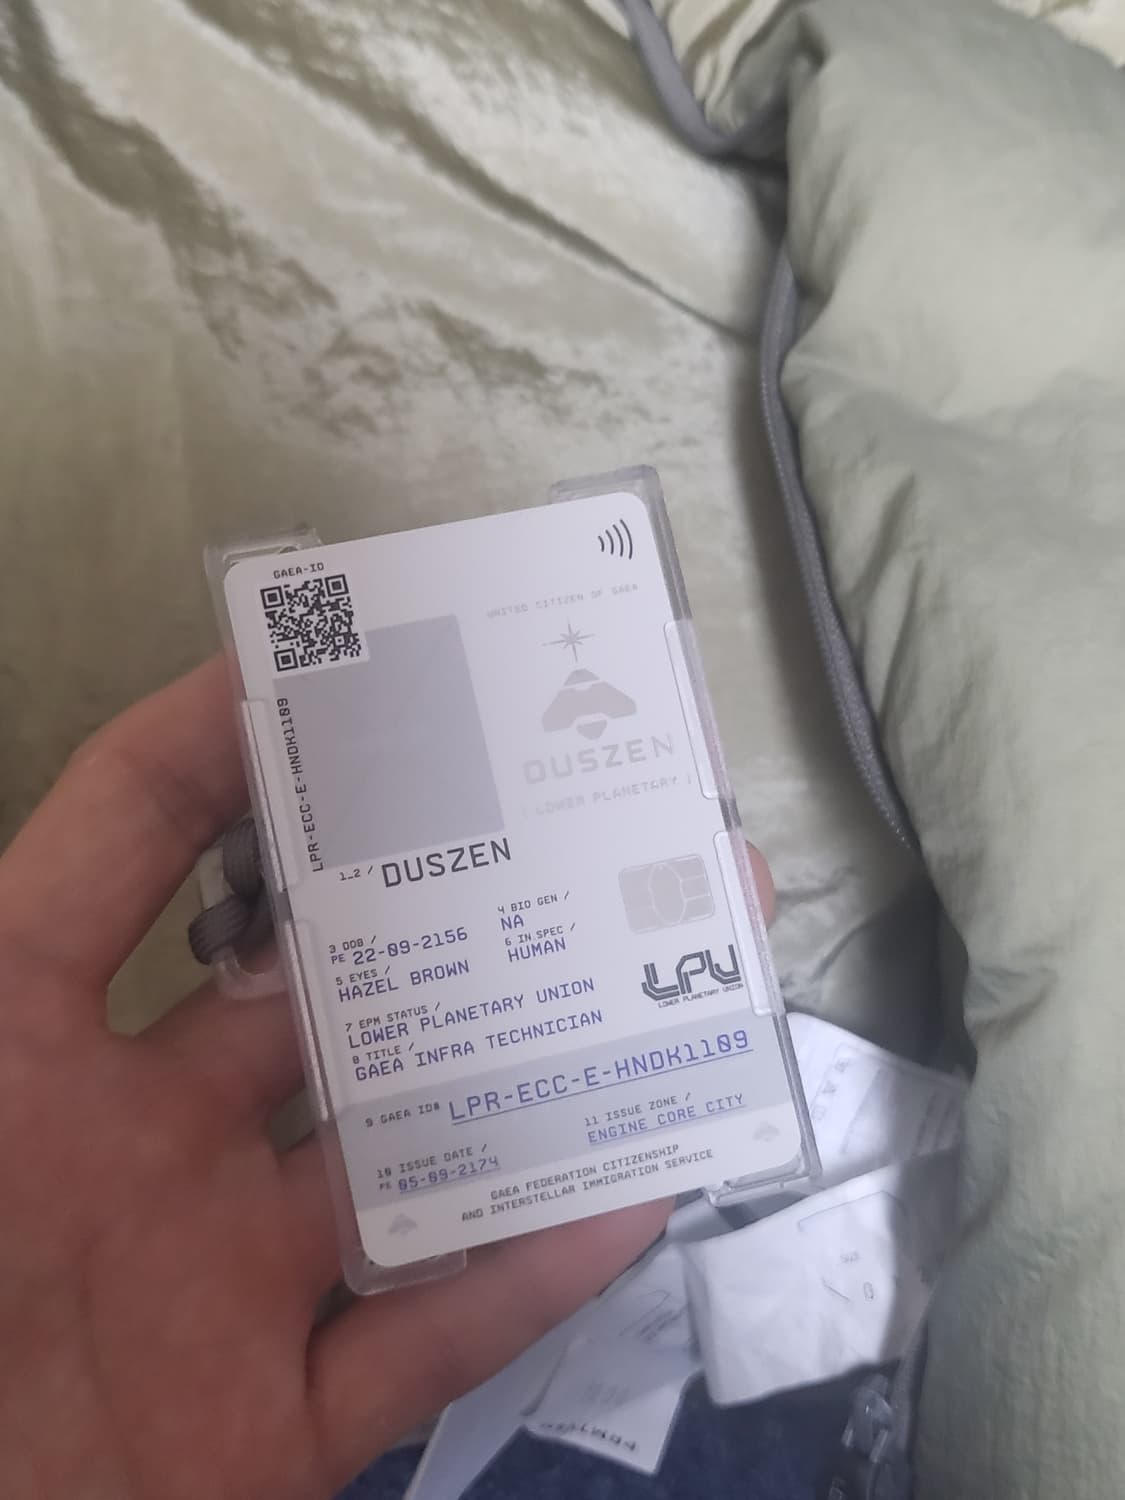 GAEA-ID
UNITED CITIZEN OF GAEA
LPR-ECC-E-HNDK1109
DUSZEN
[ LOWER PLANETARY ]
1_2 / DUSZEN
3 DOB /
PE 22-09-2156
4 BIO GEN /
NA
5 EYES /
HAZEL BROWN
6 IN.SPEC /
HUMAN
7 EPM STATUS /
LOWER PLANETARY UNION
8 TITLE /
GAEA INFRA TECHNICIAN
LPU
LOWER PLANETARY UNION
9 GAEA ID# LPR-ECC-E-HNDK1109
10 ISSUE DATE /
PE 05-09-2174
11 ISSUE ZONE /
ENGINE CORE CITY
GAEA FEDERATION CITIZENSHIP
AND INTERSTELLAR IMMIGRATION SERVICE